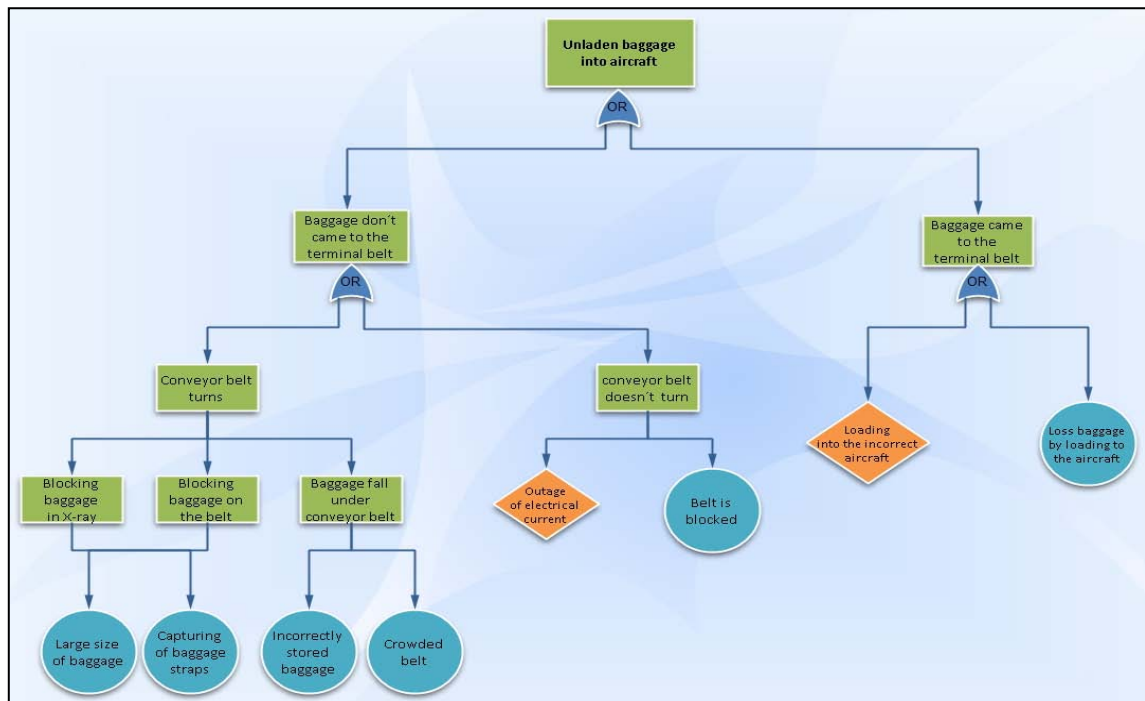 Unladen baggage
into aircraft
OR
Baggage don´t
came to the
terminal belt
Baggage came
to the
terminal belt
OR
OR
Conveyor belt
turns
conveyor belt
doesn´t turn
Loading
into the incorrect
aircraft
Loss baggage
by loading to
the aircraft
Blocking
baggage
in X-ray
Blocking
baggage on
the belt
Baggage fall
under
conveyor belt
Outage
of electrical
current
Belt is
blocked
Large size
of baggage
Capturing
of baggage
straps
Incorrectly
stored
baggage
Crowded
belt